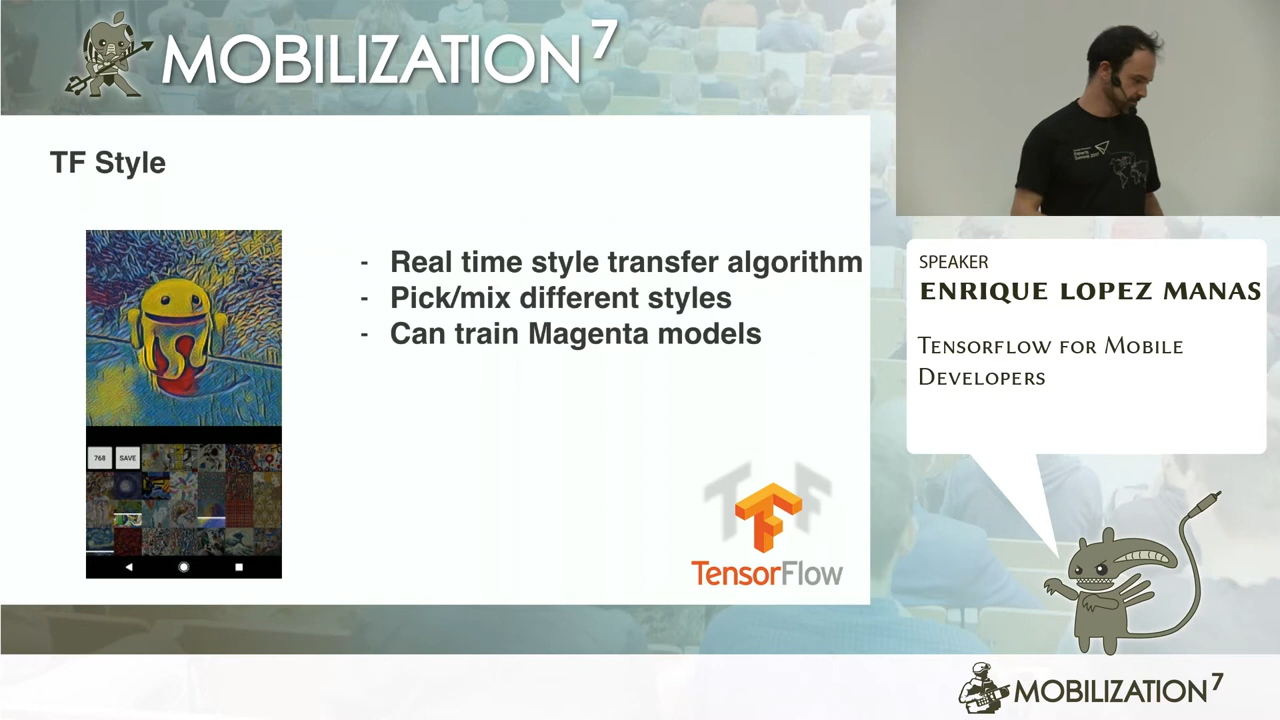 MOBILIZATION 7
TF Style
- Real time style transfer algorithm
- Pick/mix different styles
- Can train Magenta models
768 SAVE
TF
TensorFlow
SPEAKER
ENRIQUE LOPEZ MANAS
TENSORFLOW FOR MOBILE
DEVELOPERS
MOBILIZATION 7